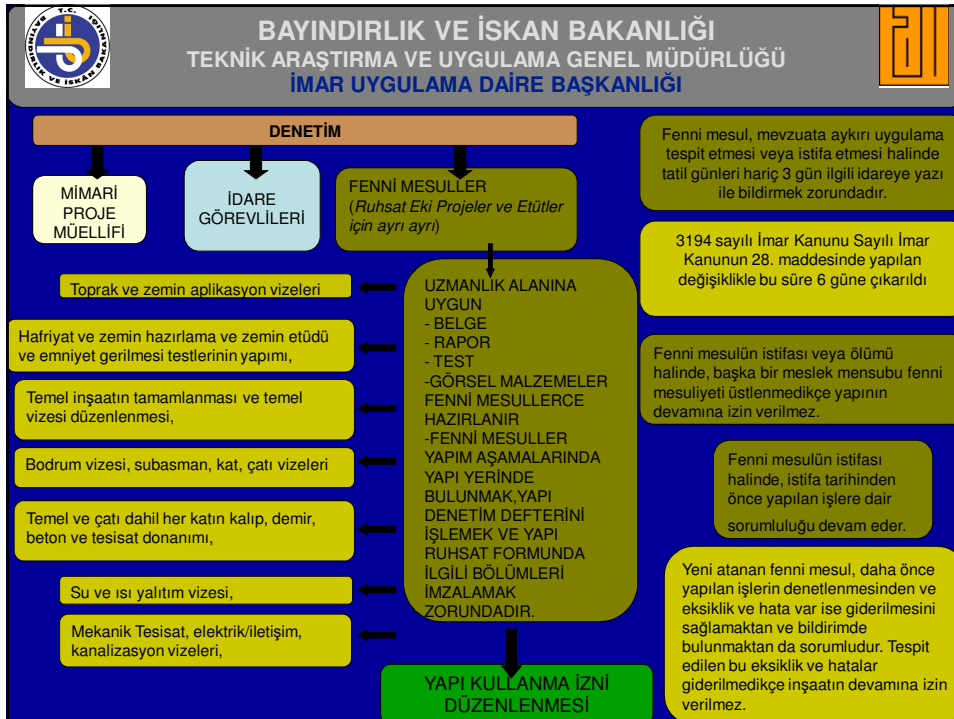 T.C.
BAYINDIRLIK VE İSKAN BAKANLIĞI
BAYINDIRLIK VE İSKAN BAKANLIĞI
TEKNİK ARAŞTIRMA VE UYGULAMA GENEL MÜDÜRLÜĞÜ
İMAR UYGULAMA DAİRE BAŞKANLIĞI
DENETİM
MİMARİ
PROJE
MÜELLİFİ
İDARE
GÖREVLİLERİ
FENNİ MESULLER
(Ruhsat Eki Projeler ve Etütler
için ayrı ayrı)
Toprak ve zemin aplikasyon vizeleri
Hafriyat ve zemin hazırlama ve zemin etüdü
ve emniyet gerilmesi testlerinin yapımı,
Temel inşaatın tamamlanması ve temel
vizesi düzenlenmesi,
Bodrum vizesi, subasman, kat, çatı vizeleri
Temel ve çatı dahil her katın kalıp, demir,
beton ve tesisat donanımı,
Su ve ısı yalıtım vizesi,
Mekanik Tesisat, elektrik/iletişim,
kanalizasyon vizeleri,
UZMANLIK ALANINA
UYGUN
- BELGE
- RAPOR
- TEST
-GÖRSEL MALZEMELER
FENNİ MESULLERCE
HAZIRLANIR
-FENNİ MESULLER
YAPIM AŞAMALARINDA
YAPI YERİNDE
BULUNMAK,YAPI
DENETİM DEFTERİNİ
İŞLEMEK VE YAPI
RUHSAT FORMUNDA
İLGİLİ BÖLÜMLERİ
İMZALAMAK
ZORUNDADIR.
YAPI KULLANMA İZNİ
DÜZENLENMESİ
Fenni mesul, mevzuata aykırı uygulama
tespit etmesi veya istifa etmesi halinde
tatil günleri hariç 3 gün ilgili idareye yazı
ile bildirmek zorundadır.
3194 sayılı İmar Kanunu Sayılı İmar
Kanunun 28. maddesinde yapılan
değişiklikle bu süre 6 güne çıkarıldı
Fenni mesulün istifası veya ölümü
halinde, başka bir meslek mensubu fenni
mesuliyeti üstlenmedikçe yapının
devamına izin verilmez.
Fenni mesulün istifası
halinde, istifa tarihinden
önce yapılan işlere dair
sorumluluğu devam eder.
Yeni atanan fenni mesul, daha önce
yapılan işlerin denetlenmesinden ve
eksiklik ve hata var ise giderilmesini
sağlamaktan ve bildirimde
bulunmaktan da sorumludur. Tespit
edilen bu eksiklik ve hatalar
giderilmedikçe inşaatın devamına izin
verilmez.